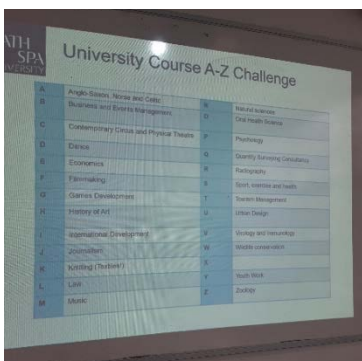 ATH
SPA
UNIVERSITY
University Course A-Z Challenge
A Anglo-Saxon, Norse and Celtic
B Business and Events Management
C Contemporary Circus and Physical Theatre
D Dance
E Economics
F Filmmaking
G Games Development
H History of Art
I International Development
J Journalism
K Knitting (Textiles!)
L Law
M Music
N Natural sciences
O Oral Health Science
P Psychology
Q Quantity Surveying Consultancy
R Radiography
S Sport, exercise and health
T Tourism Management
U Urban Design
V Virology and Immunology
W Wildlife conservation
X
Y Youth Work
Z Zoology